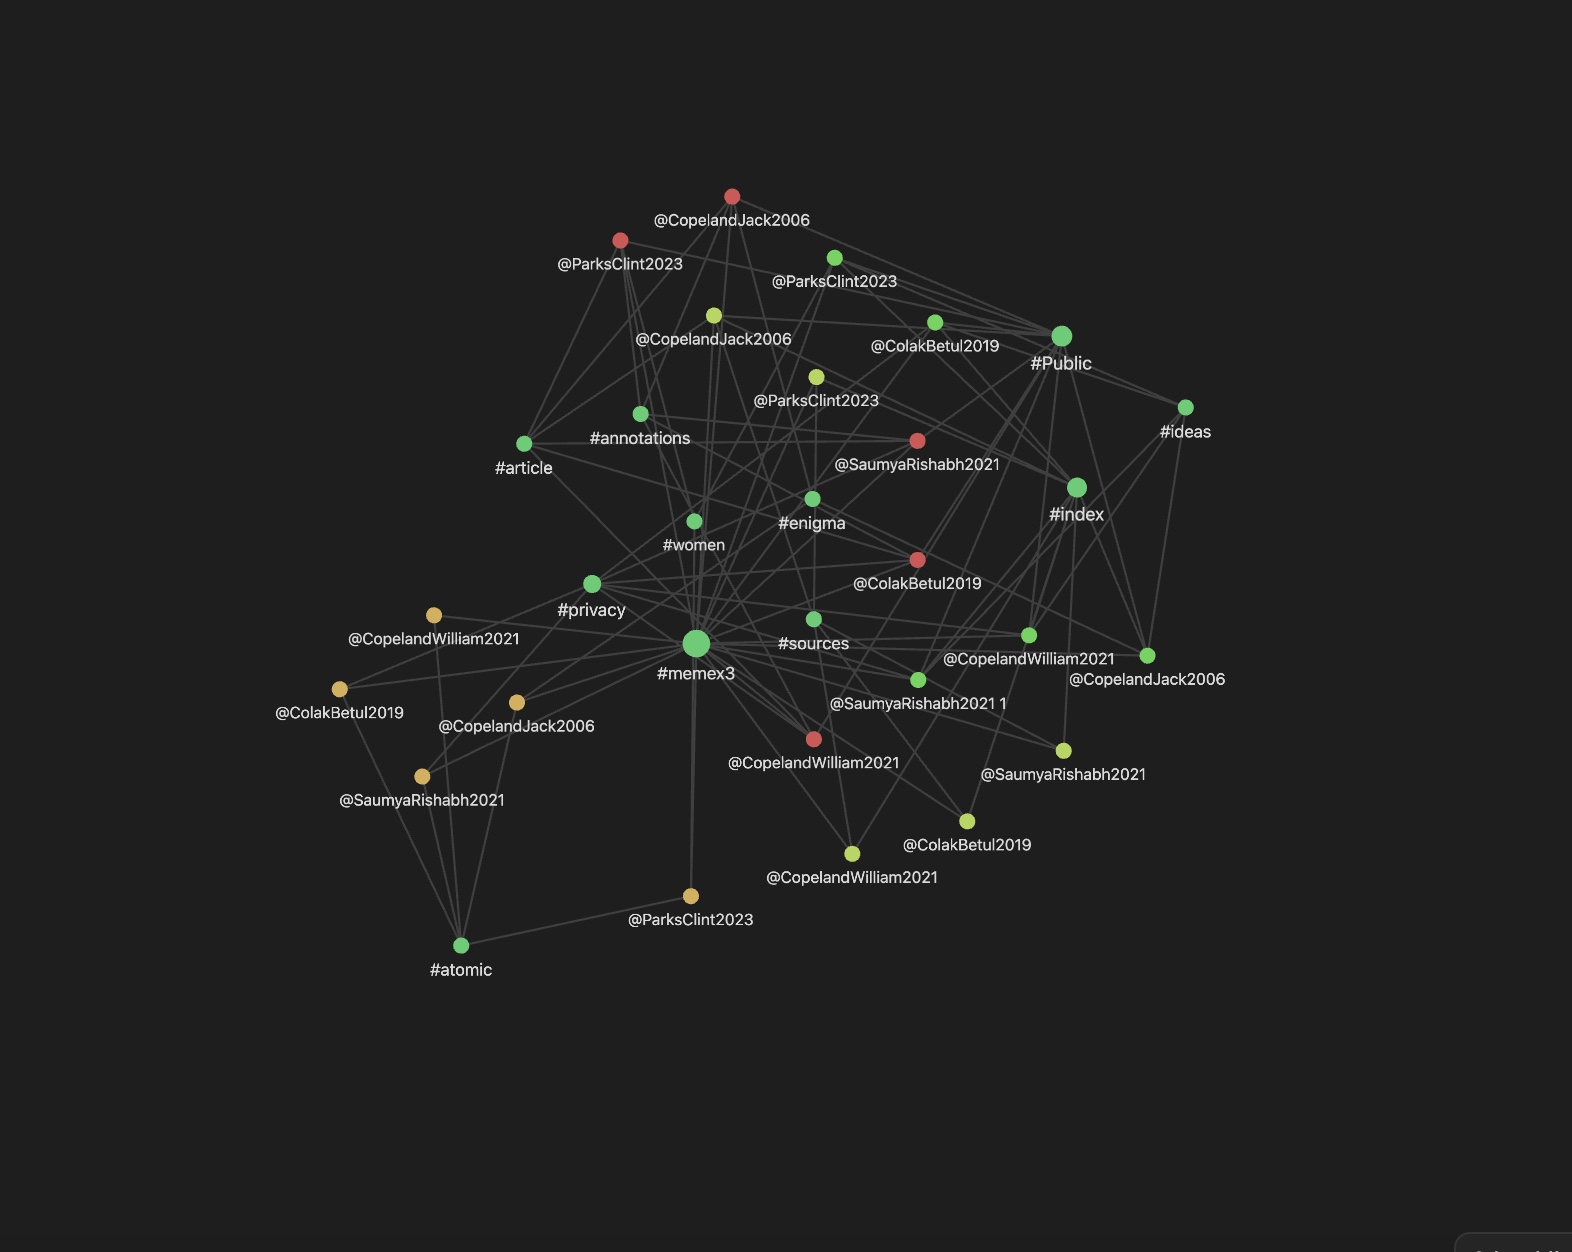 @CopelandJack2006
@ParksClint2023
@ParksClint2023
@CopelandJack2006
@ColakBetul2019
#Public
@ParksClint2023
#ideas
#annotations
#article
@SaumyaRishabh2021
#index
#enigma
#women
@ColakBetul2019
#privacy
@CopelandWilliam2021
#sources
@CopelandWilliam2021
#memex3
@CopelandJack2006
@SaumyaRishabh2021 1
@ColakBetul2019
@CopelandJack2006
@CopelandWilliam2021
@SaumyaRishabh2021
@SaumyaRishabh2021
@ColakBetul2019
@CopelandWilliam2021
@ParksClint2023
#atomic